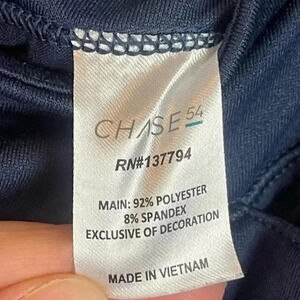 CHASE 54
RN#137794
MAIN: 92% POLYESTER
8% SPANDEX
EXCLUSIVE OF DECORATION
MADE IN VIETNAM